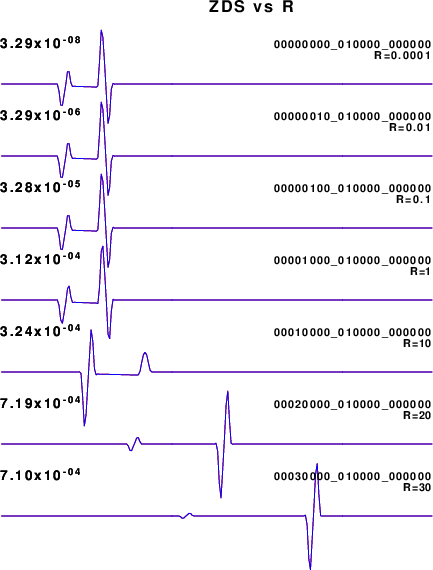 ZDS vs R
3.29x10-08 00000000_010000_000000
R=0.0001
3.29x10-06 00000010_010000_000000
R=0.01
3.28x10-05 00000100_010000_000000
R=0.1
3.12x10-04 00001000_010000_000000
R=1
3.24x10-04 00010000_010000_000000
R=10
7.19x10-04 00020000_010000_000000
R=20
7.10x10-04 00030000_010000_000000
R=30